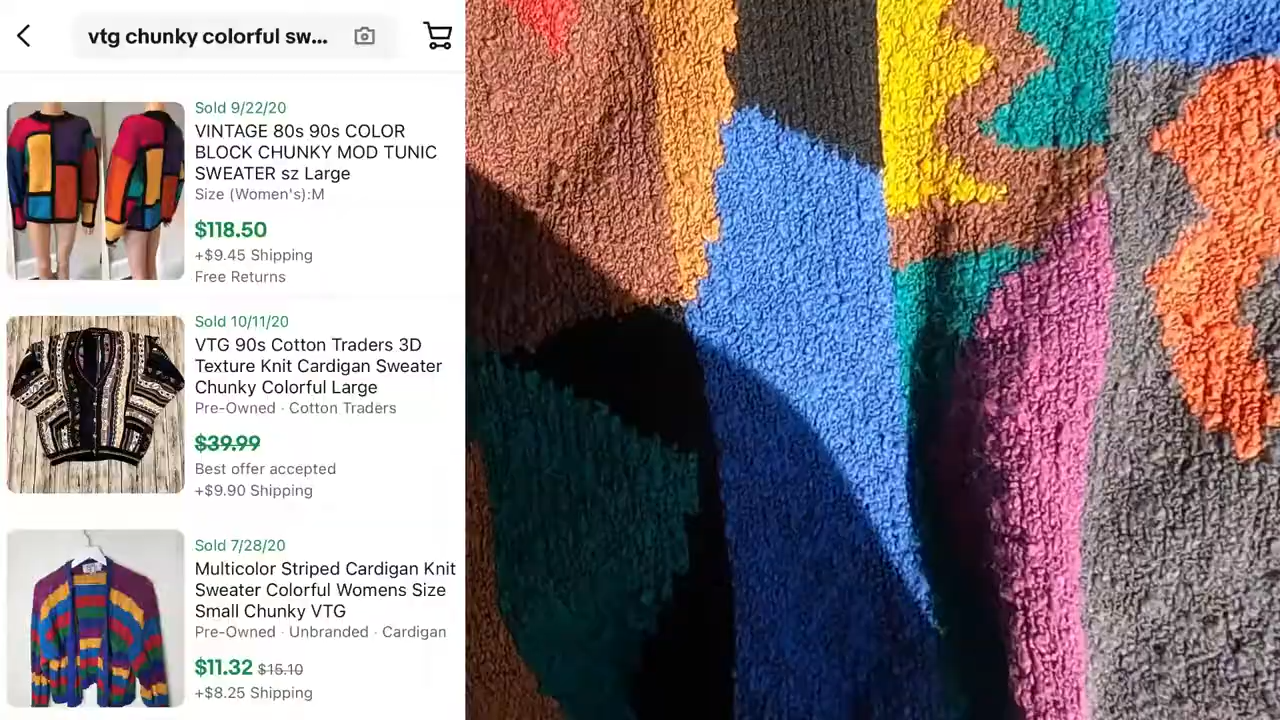 vtg chunky colorful sw...
Sold 9/22/20
VINTAGE 80s 90s COLOR
BLOCK CHUNKY MOD TUNIC
SWEATER sz Large
Size (Women's):M
$118.50
+$9.45 Shipping
Free Returns
Sold 10/11/20
VTG 90s Cotton Traders 3D
Texture Knit Cardigan Sweater
Chunky Colorful Large
Pre-Owned · Cotton Traders
$39.99
Best offer accepted
+$9.90 Shipping
Sold 7/28/20
Multicolor Striped Cardigan Knit
Sweater Colorful Womens Size
Small Chunky VTG
Pre-Owned · Unbranded · Cardigan
$11.32 $15.10
+$8.25 Shipping